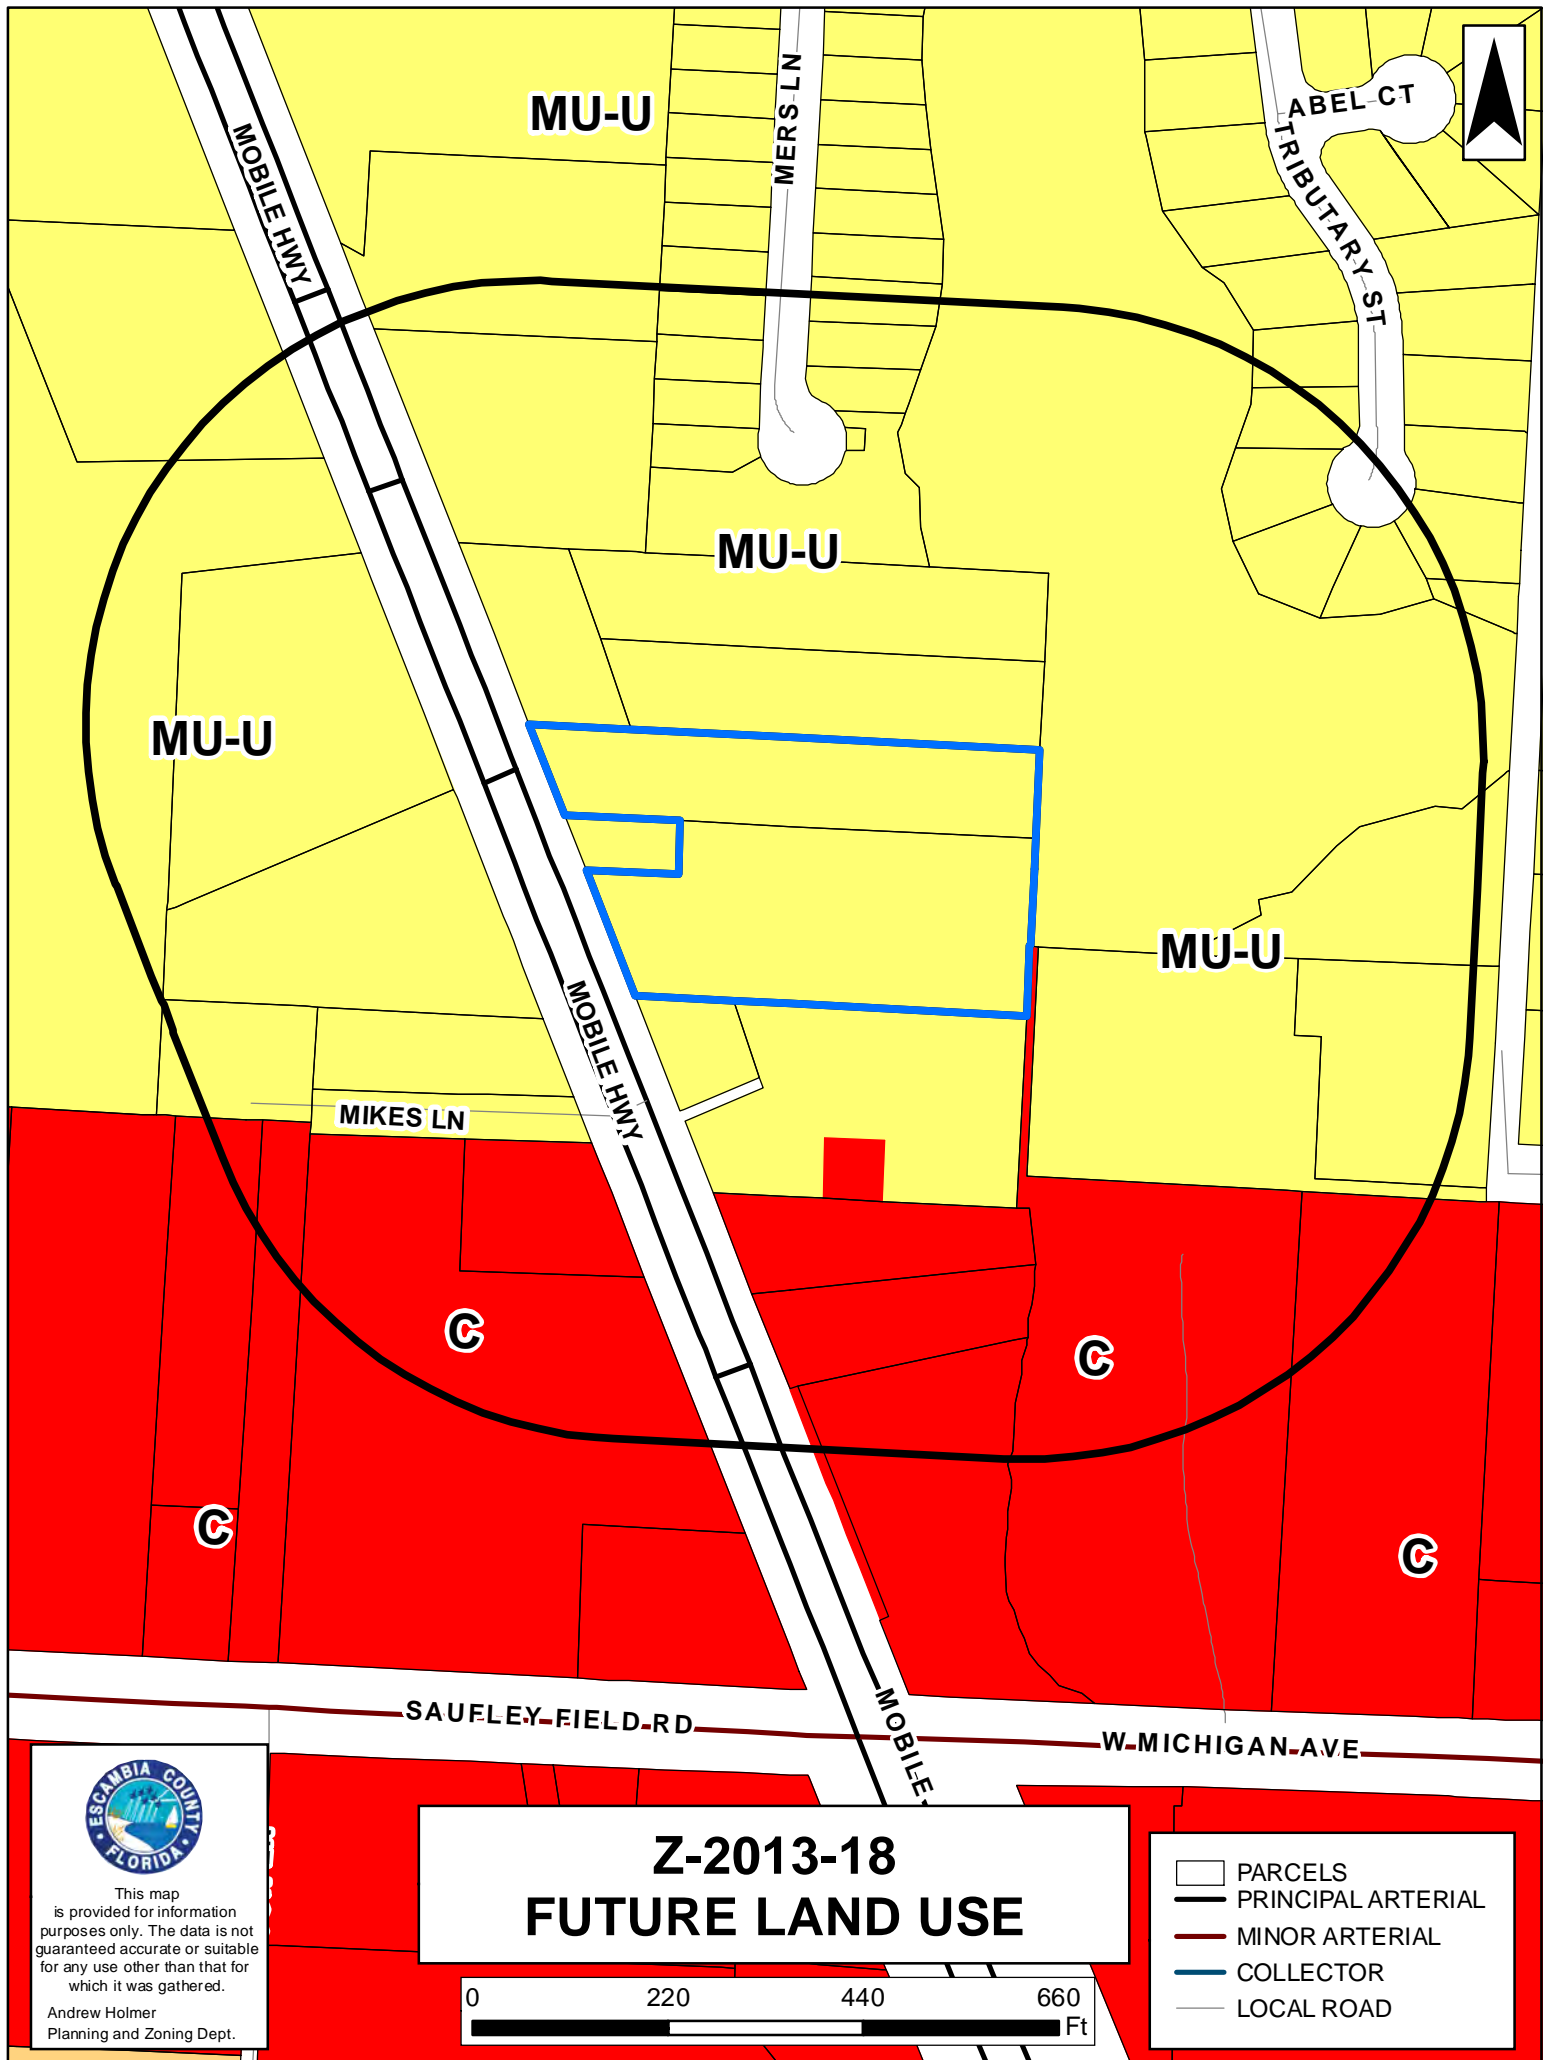 MU-U
MERS LN
ABEL CT
TRIBUTARY ST
MOBILE HWY
MU-U
MU-U
MU-U
MOBILE HWY
MIKES LN
C
C
C
C
SAUFLEY FIELD RD
W MICHIGAN AVE
MOBILE
ESCAMBIA COUNTY
FLORIDA
This map
is provided for information
purposes only. The data is not
guaranteed accurate or suitable
for any use other than that for
which it was gathered.
Andrew Holmer
Planning and Zoning Dept.
Z-2013-18
FUTURE LAND USE
0 220 440 660
Ft
PARCELS
PRINCIPAL ARTERIAL
MINOR ARTERIAL
COLLECTOR
LOCAL ROAD